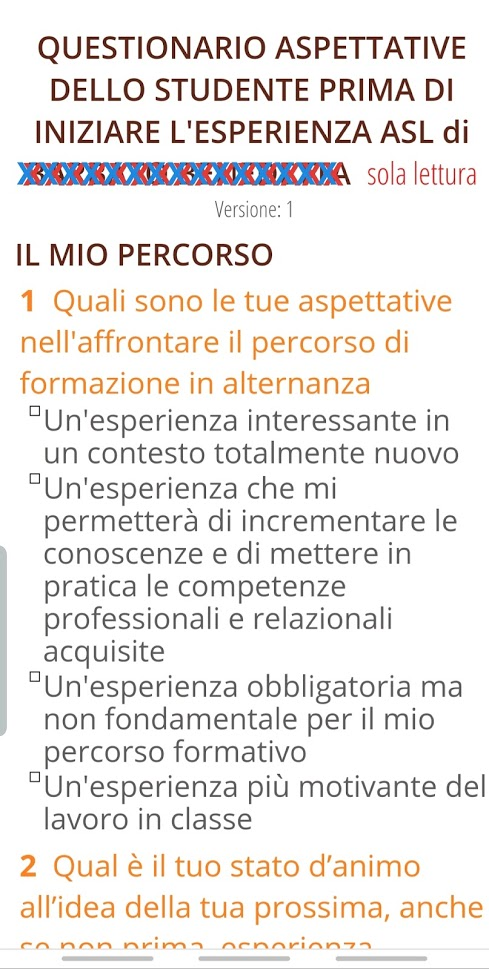 QUESTIONARIO ASPETTATIVE
DELLO STUDENTE PRIMA DI
INIZIARE L'ESPERIENZA ASL di
sola lettura
Versione: 1
IL MIO PERCORSO
1 Quali sono le tue aspettative
nell'affrontare il percorso di
formazione in alternanza
Un'esperienza interessante in
un contesto totalmente nuovo
Un'esperienza che mi
permetterà di incrementare le
conoscenze e di mettere in
pratica le competenze
professionali e relazionali
acquisite
Un'esperienza obbligatoria ma
non fondamentale per il mio
percorso formativo
Un'esperienza più motivante del
lavoro in classe
2 Qual è il tuo stato d’animo
all’idea della tua prossima, anche
se non prima, esperienza